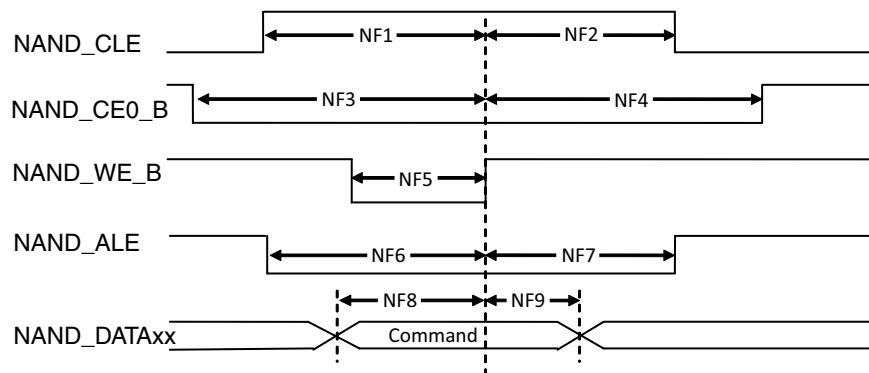 NAND_CLE NF1 NF2
NAND_CE0_B NF3 NF4
NAND_WE_B NF5
NAND_ALE NF6 NF7
NF8 NF9
NAND_DATAxx Command